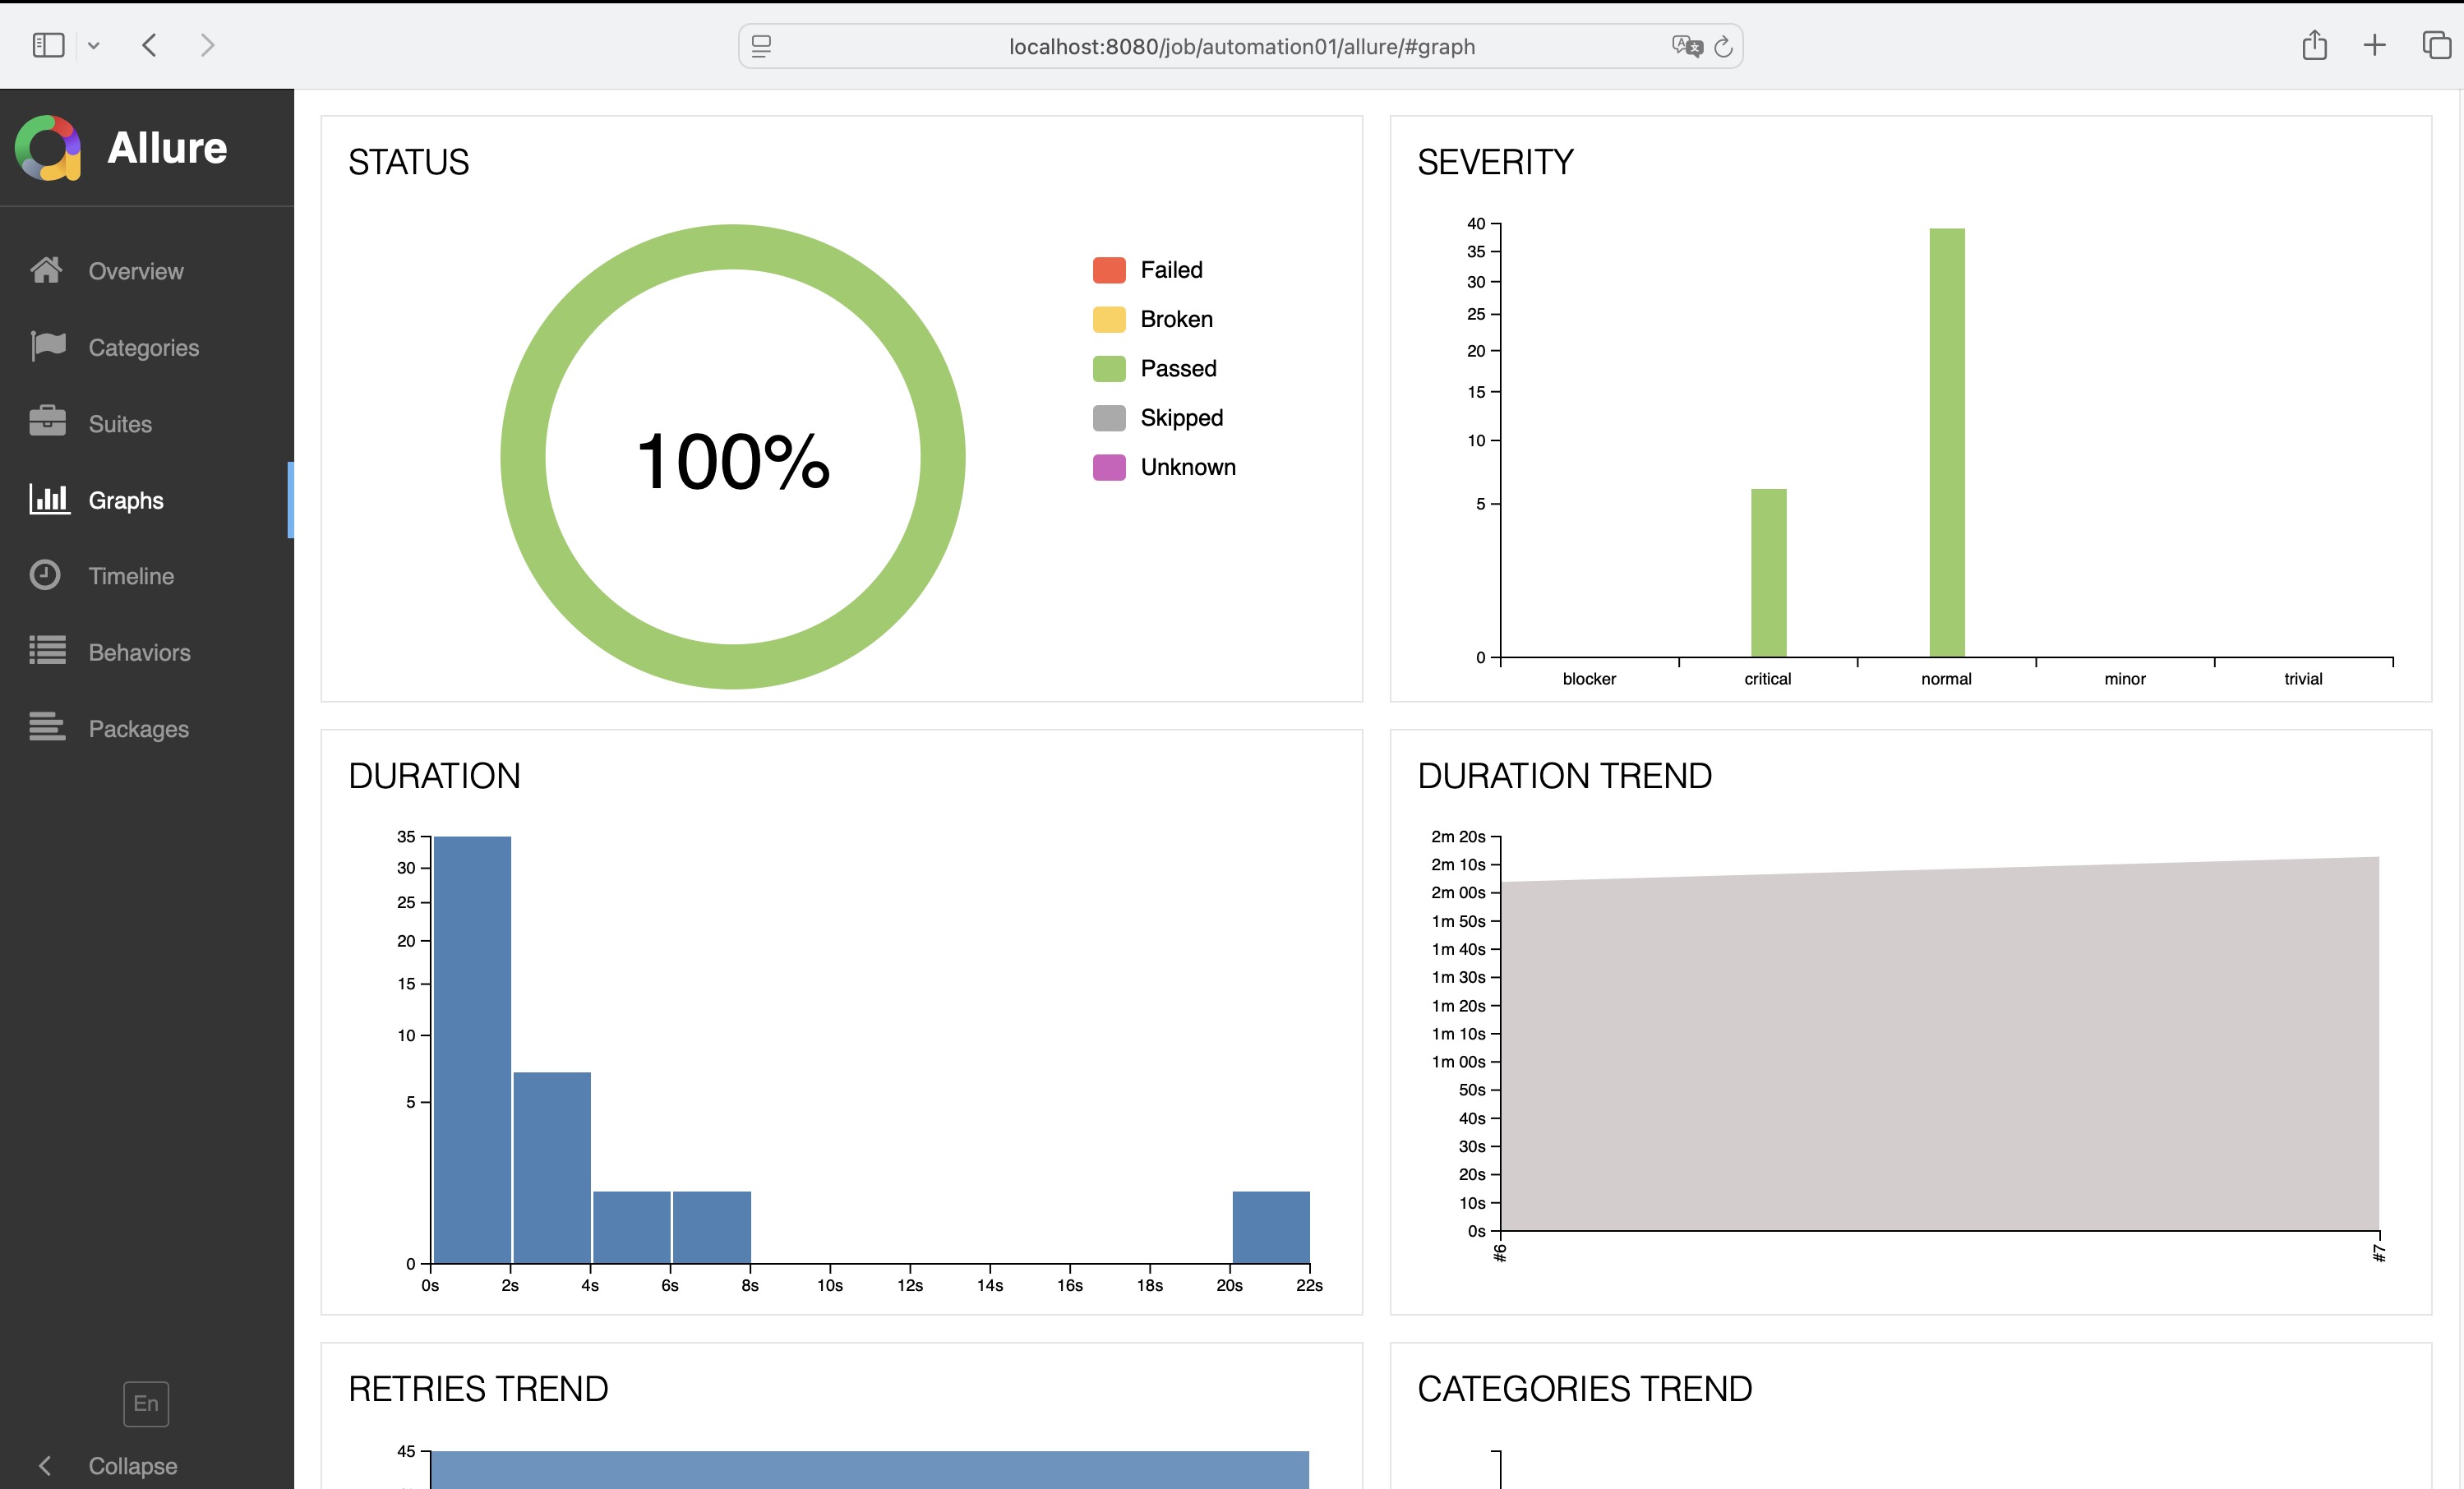 localhost:8080/job/automation01/allure/#graph
Allure
Overview
Categories
Suites
Graphs
Timeline
Behaviors
Packages
En
Collapse
STATUS
100%
Failed
Broken
Passed
Skipped
Unknown
SEVERITY
40
35
30
25
20
15
10
5
0
blocker critical normal minor trivial
DURATION
35
30
25
20
15
10
5
0
0s 2s 4s 6s 8s 10s 12s 14s 16s 18s 20s 22s
DURATION TREND
2m 20s
2m 10s
2m 00s
1m 50s
1m 40s
1m 30s
1m 20s
1m 10s
1m 00s
50s
40s
30s
20s
10s
0s
#6 #7
RETRIES TREND
45
CATEGORIES TREND